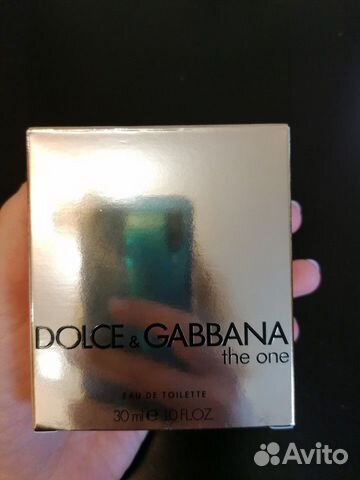 DOLCE & GABBANA
the one
EAU DE TOILETTE
30 ml e 1.0 FL.OZ.
Avito